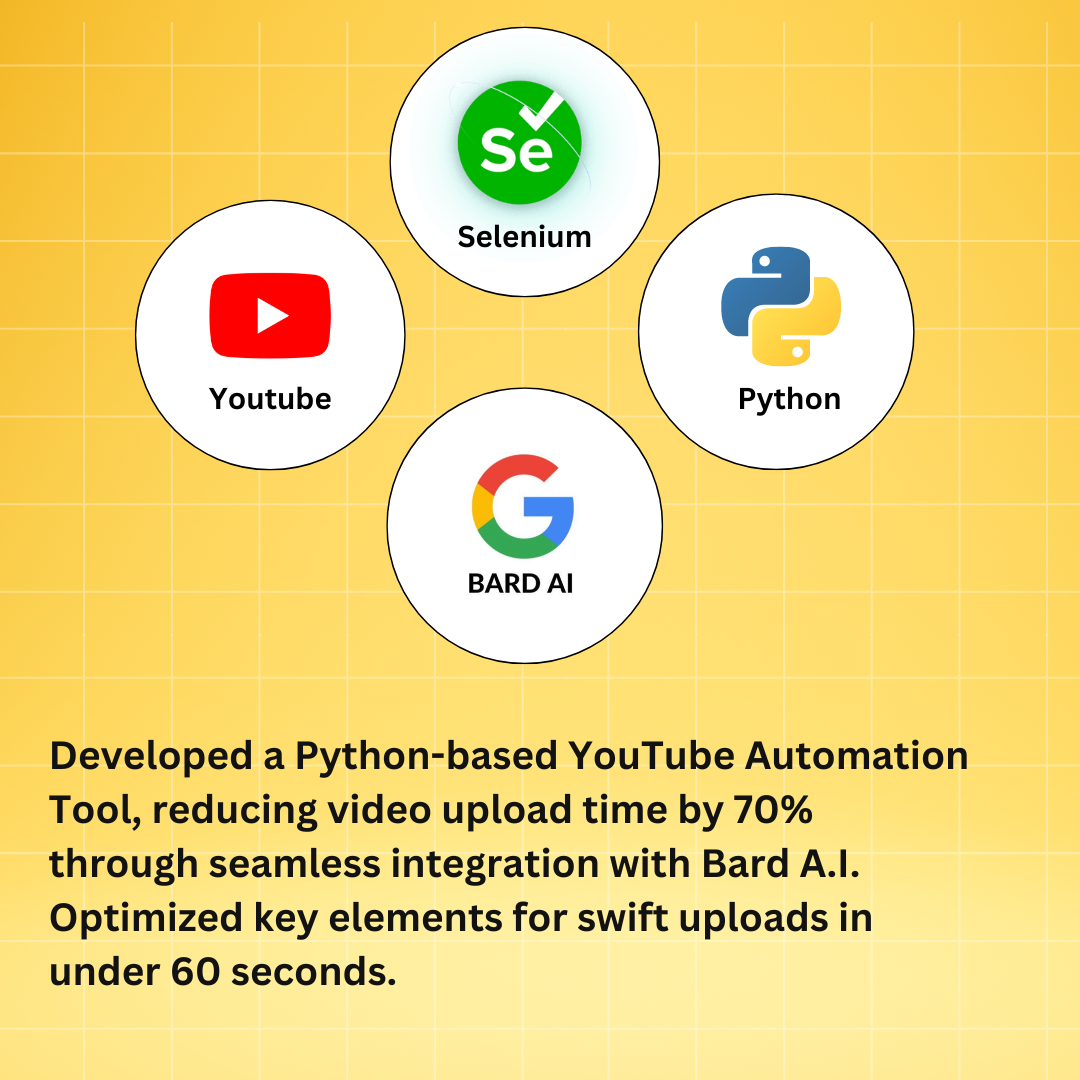 Se
Selenium
Youtube
Python
BARD AI
Developed a Python-based YouTube Automation
Tool, reducing video upload time by 70%
through seamless integration with Bard A.I.
Optimized key elements for swift uploads in
under 60 seconds.